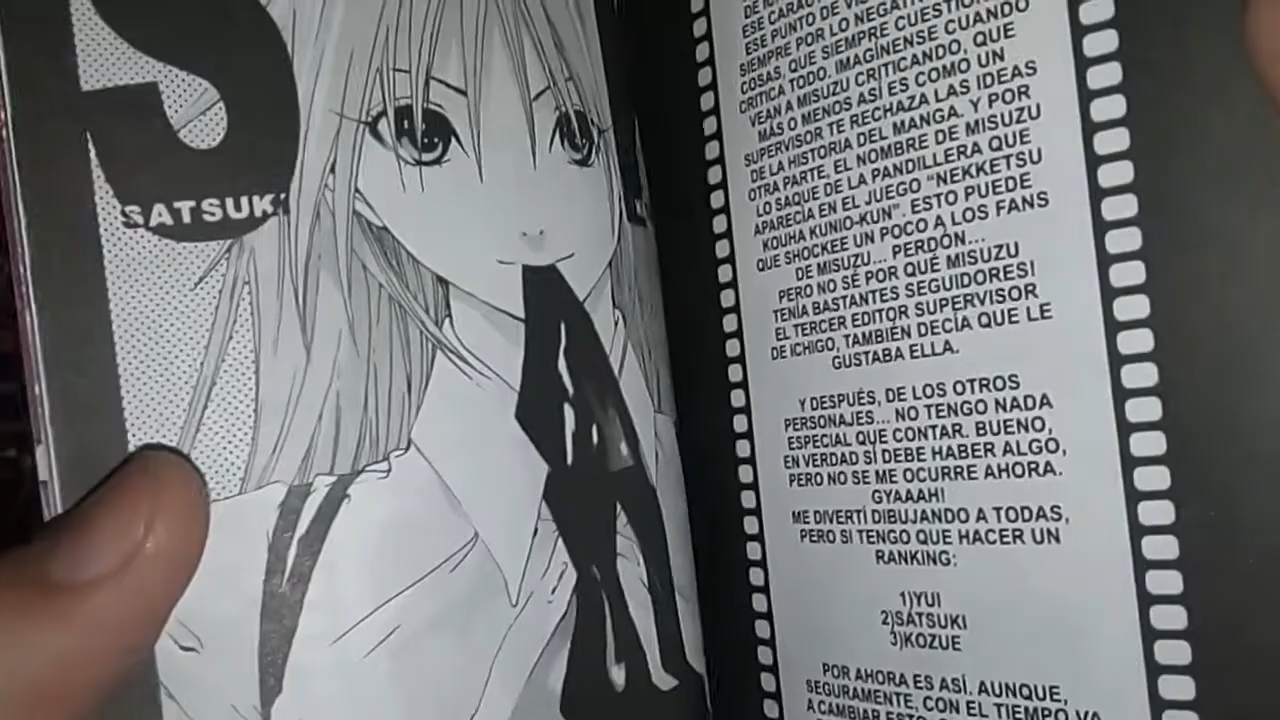 S
SATSUKI
ESE PUNTO DE
SIEMPRE POR LO
COSAS, QUE SIEMPRE
CRITICA TODO. IMAGÍNENSE CUANDO
VEAN A MISUZU CRITICANDO, QUE
MÁS O MENOS ASÍ ES COMO UN
SUPERVISOR TE RECHAZA LAS IDEAS
DE LA HISTORIA DEL MANGA. Y POR
OTRA PARTE, EL NOMBRE DE MISUZU
LO SAQUE DE LA PANDILLERA QUE
APARECÍA EN EL JUEGO "NEKKETSU
KOUHA KUNIO-KUN". ESTO PUEDE
QUE SHOCKEE UN POCO A LOS FANS
DE MISUZU... PERDÓN...
PERO NO SÉ POR QUÉ MISUZU
TENÍA BASTANTES SEGUIDORES!
EL TERCER EDITOR SUPERVISOR
DE ICHIGO, TAMBIÉN DECÍA QUE LE
GUSTABA ELLA.
Y DESPUÉS, DE LOS OTROS
PERSONAJES... NO TENGO NADA
ESPECIAL QUE CONTAR. BUENO,
EN VERDAD SÍ DEBE HABER ALGO,
PERO NO SE ME OCURRE AHORA.
GYAAAH!
ME DIVERTÍ DIBUJANDO A TODAS,
PERO SI TENGO QUE HACER UN
RANKING:
1)YUI
2)SATSUKI
3)KOZUE
POR AHORA ES ASÍ. AUNQUE,
SEGURAMENTE, CON EL TIEMPO VA
A CAMBIAR